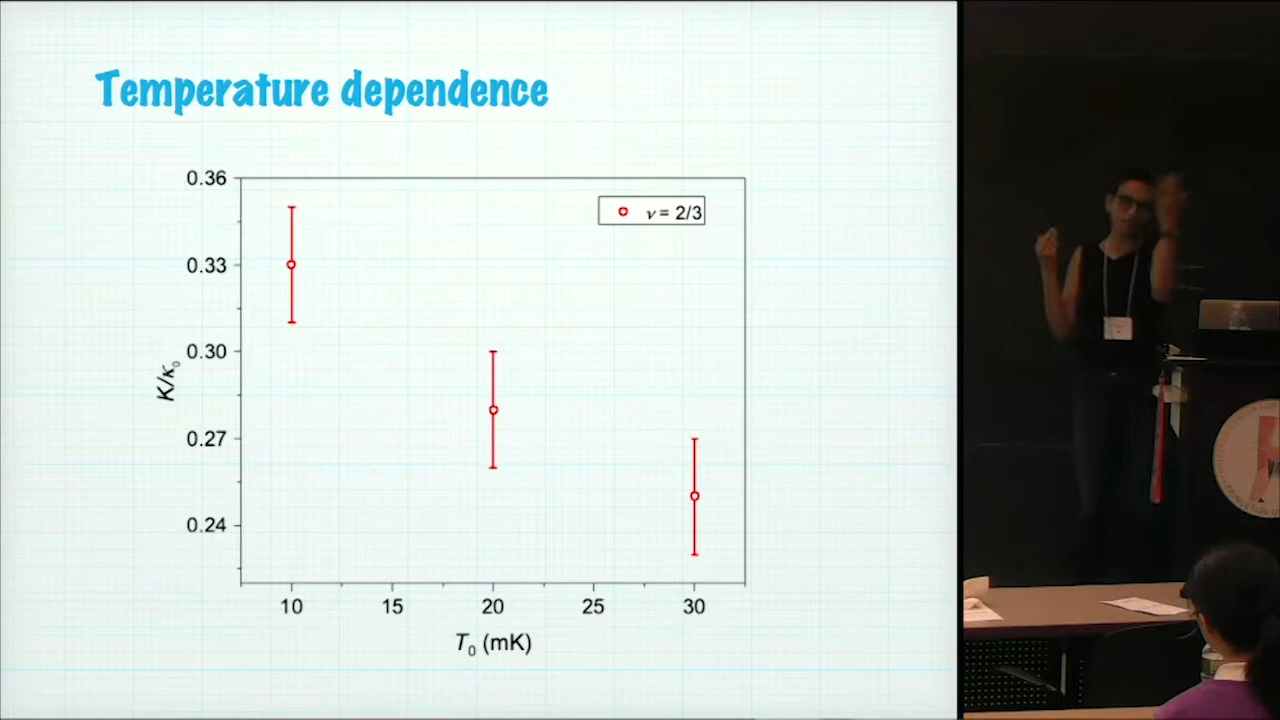 Temperature dependence
0.36
0.33
0.30
0.27
0.24
K/κ₀
ν = 2/3
10 15 20 25 30
T₀ (mK)
PRINCETON U